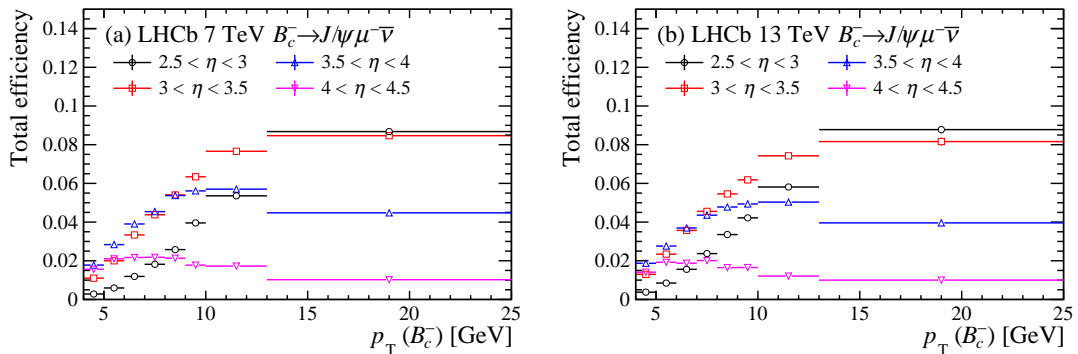 (a) LHCb 7 TeV B_c^-→J/ψμ^-ν̅
2.5 < η < 3
3.5 < η < 4
3 < η < 3.5
4 < η < 4.5
Total efficiency
0.14
0.12
0.1
0.08
0.06
0.04
0.02
0
5 10 15 20 25
p_T (B_c^-) [GeV]
(b) LHCb 13 TeV B_c^-→J/ψμ^-ν̅
2.5 < η < 3
3.5 < η < 4
3 < η < 3.5
4 < η < 4.5
Total efficiency
0.14
0.12
0.1
0.08
0.06
0.04
0.02
0
5 10 15 20 25
p_T (B_c^-) [GeV]